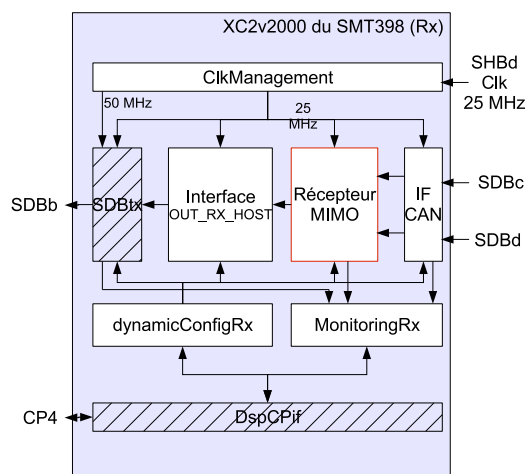 XC2v2000 du SMT398 (Rx)
ClkManagement
SHBd
Clk
25 MHz
50 MHz
25
MHz
SDBb
SDBtx
Interface
OUT_RX_HOST
Récepteur
MIMO
IF
CAN
SDBc
SDBd
dynamicConfigRx
MonitoringRx
CP4
DspCPif